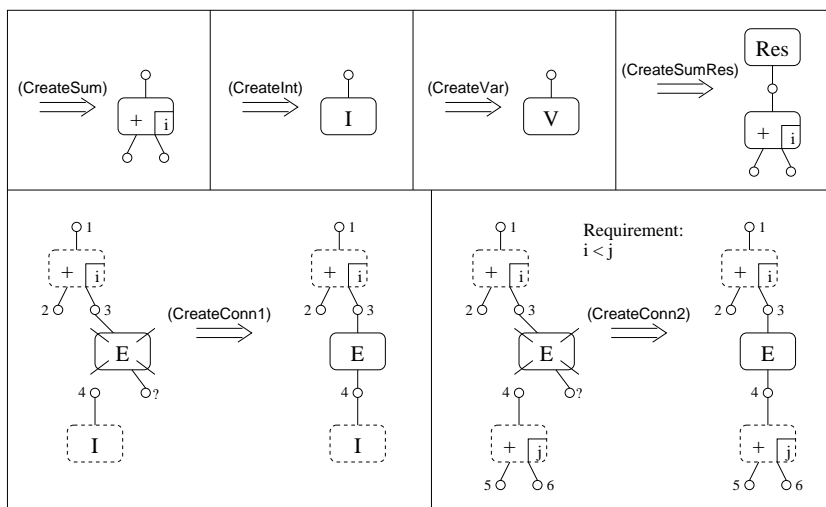 (CreateSum)
+ i
(CreateInt)
I
(CreateVar)
V
(CreateSumRes)
Res
+ i
1
+ i
2 3
E
4 ?
I
(CreateConn1)
1
+ i
2 3
E
4
I
1
+ i
2 3
E
4 ?
+ j
5 6
Requirement:
i < j
(CreateConn2)
1
+ i
2 3
E
4
+ j
5 6